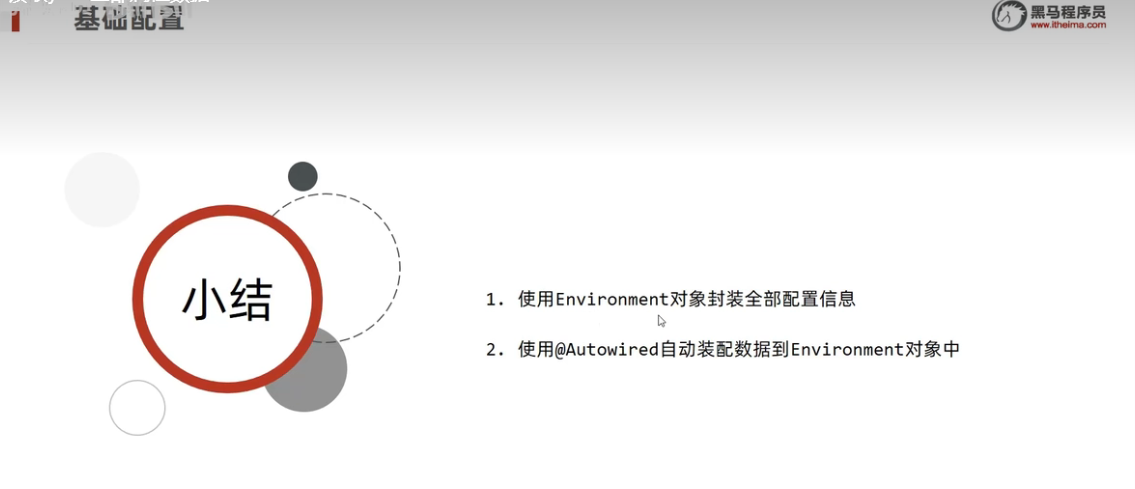 基础配置
黑马程序员
www.itheima.com
小结
1. 使用Environment对象封装全部配置信息
2. 使用@Autowired自动装配数据到Environment对象中